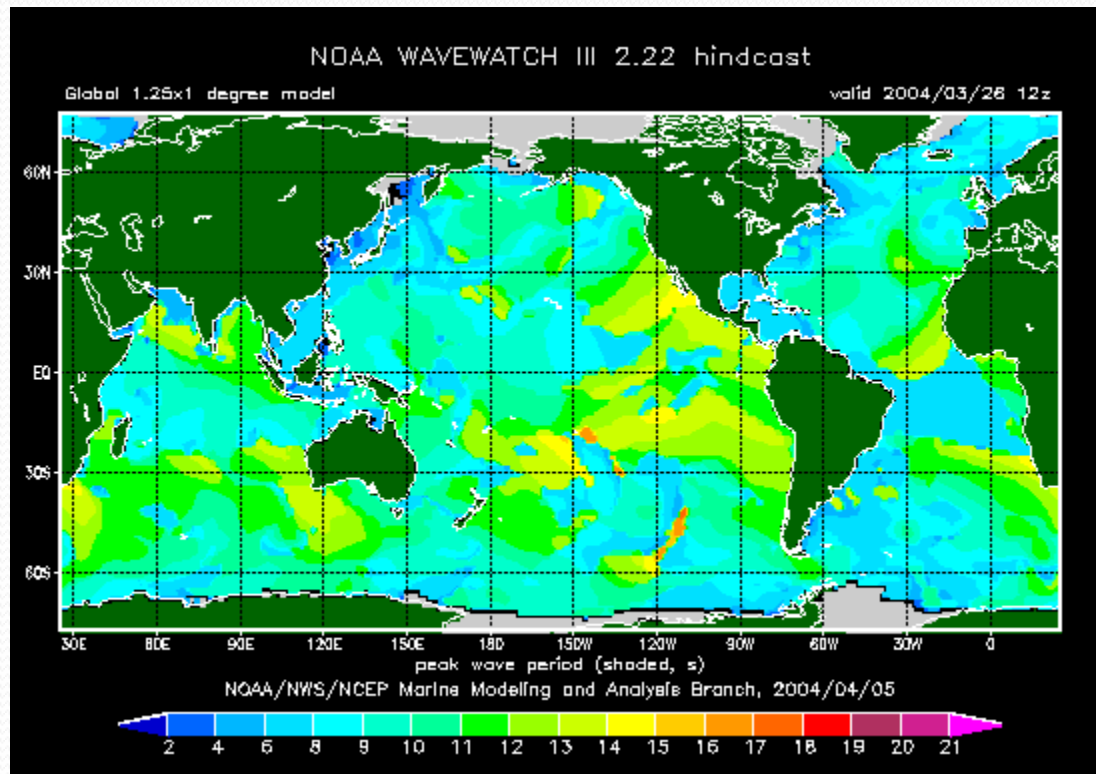 NOAA WAVEWATCH III 2.22 hindcast
Global 1.25x1 degree model valid 2004/03/26 12z
60N
30N
EQ
30S
60S
30E 60E 90E 120E 150E 180 150W 120W 90W 60W 30W 0
peak wave period (shaded, s)
NOAA/NWS/NCEP Marine Modeling and Analysis Branch, 2004/04/05
2 4 6 8 9 10 11 12 13 14 15 16 17 18 19 20 21